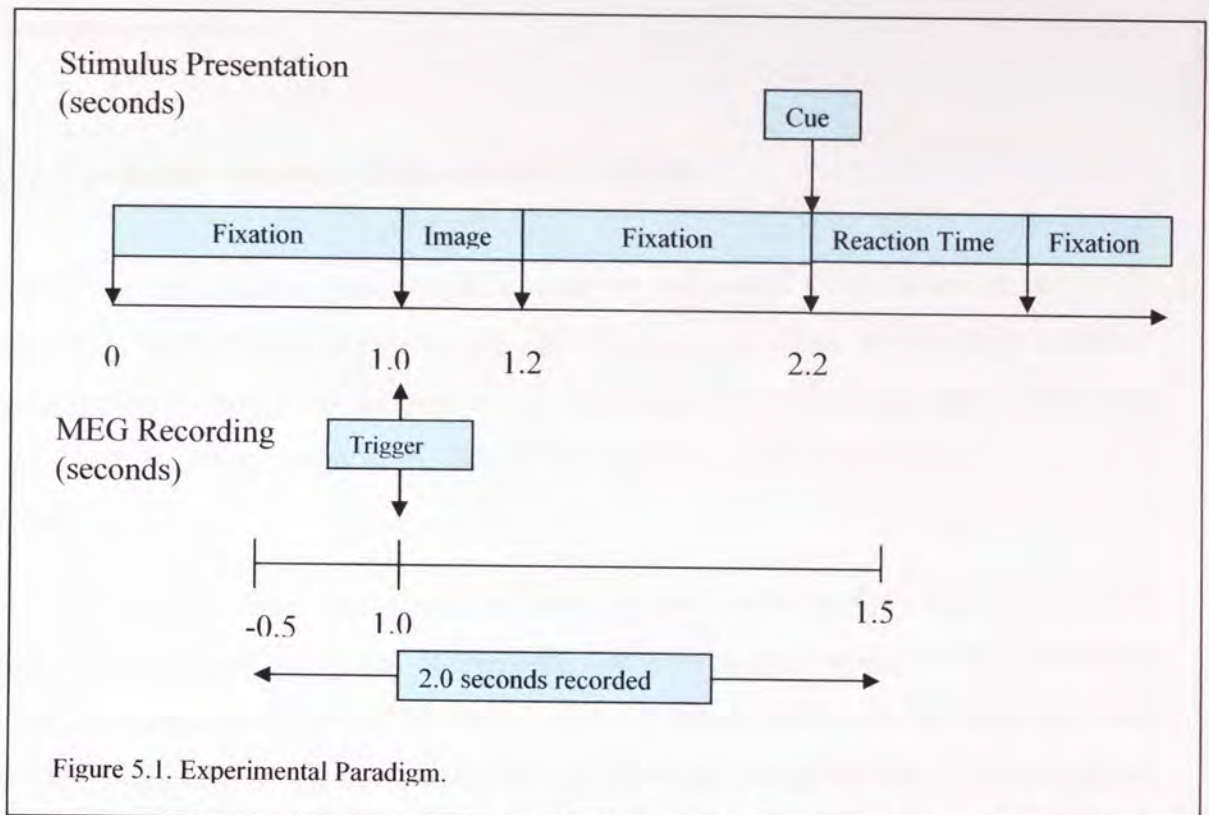 Stimulus Presentation
(seconds)
Cue
Fixation Image Fixation Reaction Time Fixation
0 1.0 1.2 2.2
MEG Recording
(seconds)
Trigger
-0.5 1.0 1.5
2.0 seconds recorded
Figure 5.1. Experimental Paradigm.